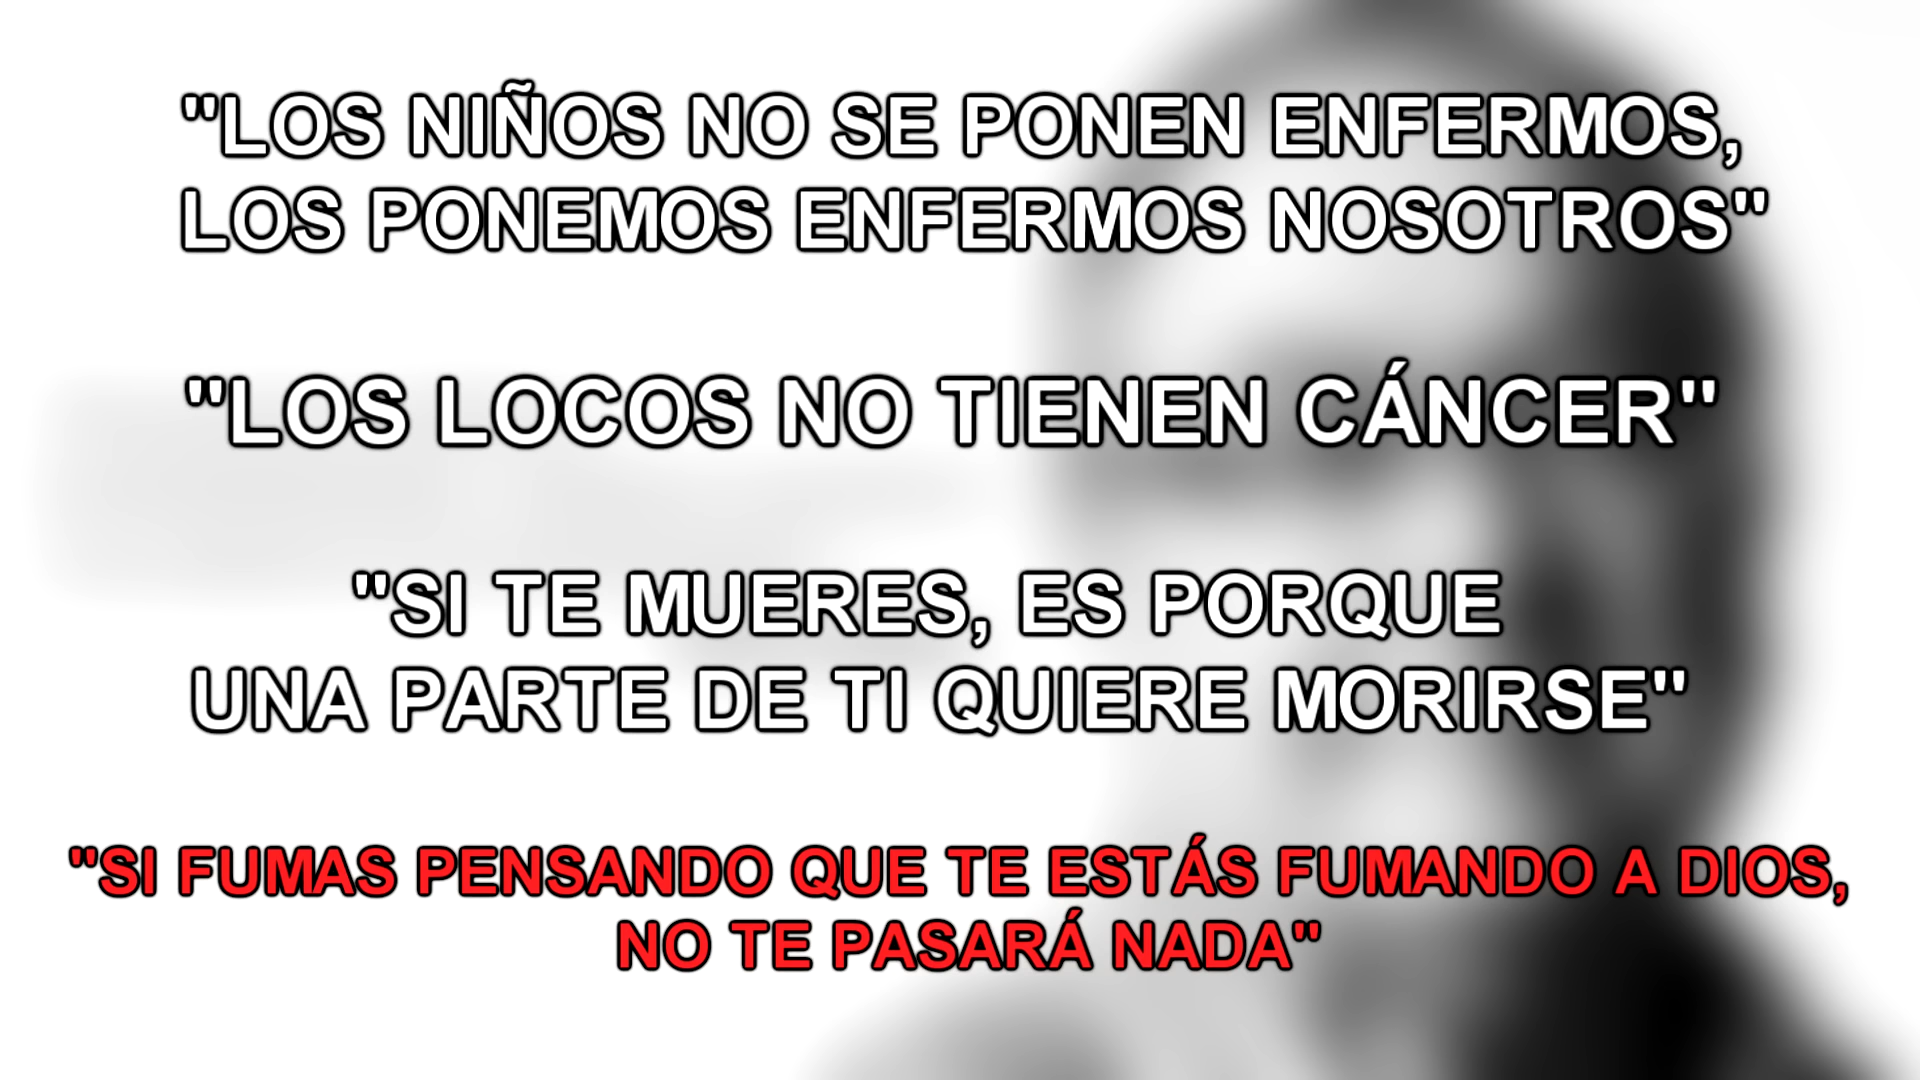 "LOS NIÑOS NO SE PONEN ENFERMOS,
LOS PONEMOS ENFERMOS NOSOTROS"
"LOS LOCOS NO TIENEN CÁNCER"
"SI TE MUERES, ES PORQUE
UNA PARTE DE TI QUIERE MORIRSE"
"SI FUMAS PENSANDO QUE TE ESTÁS FUMANDO A DIOS,
NO TE PASARÁ NADA"